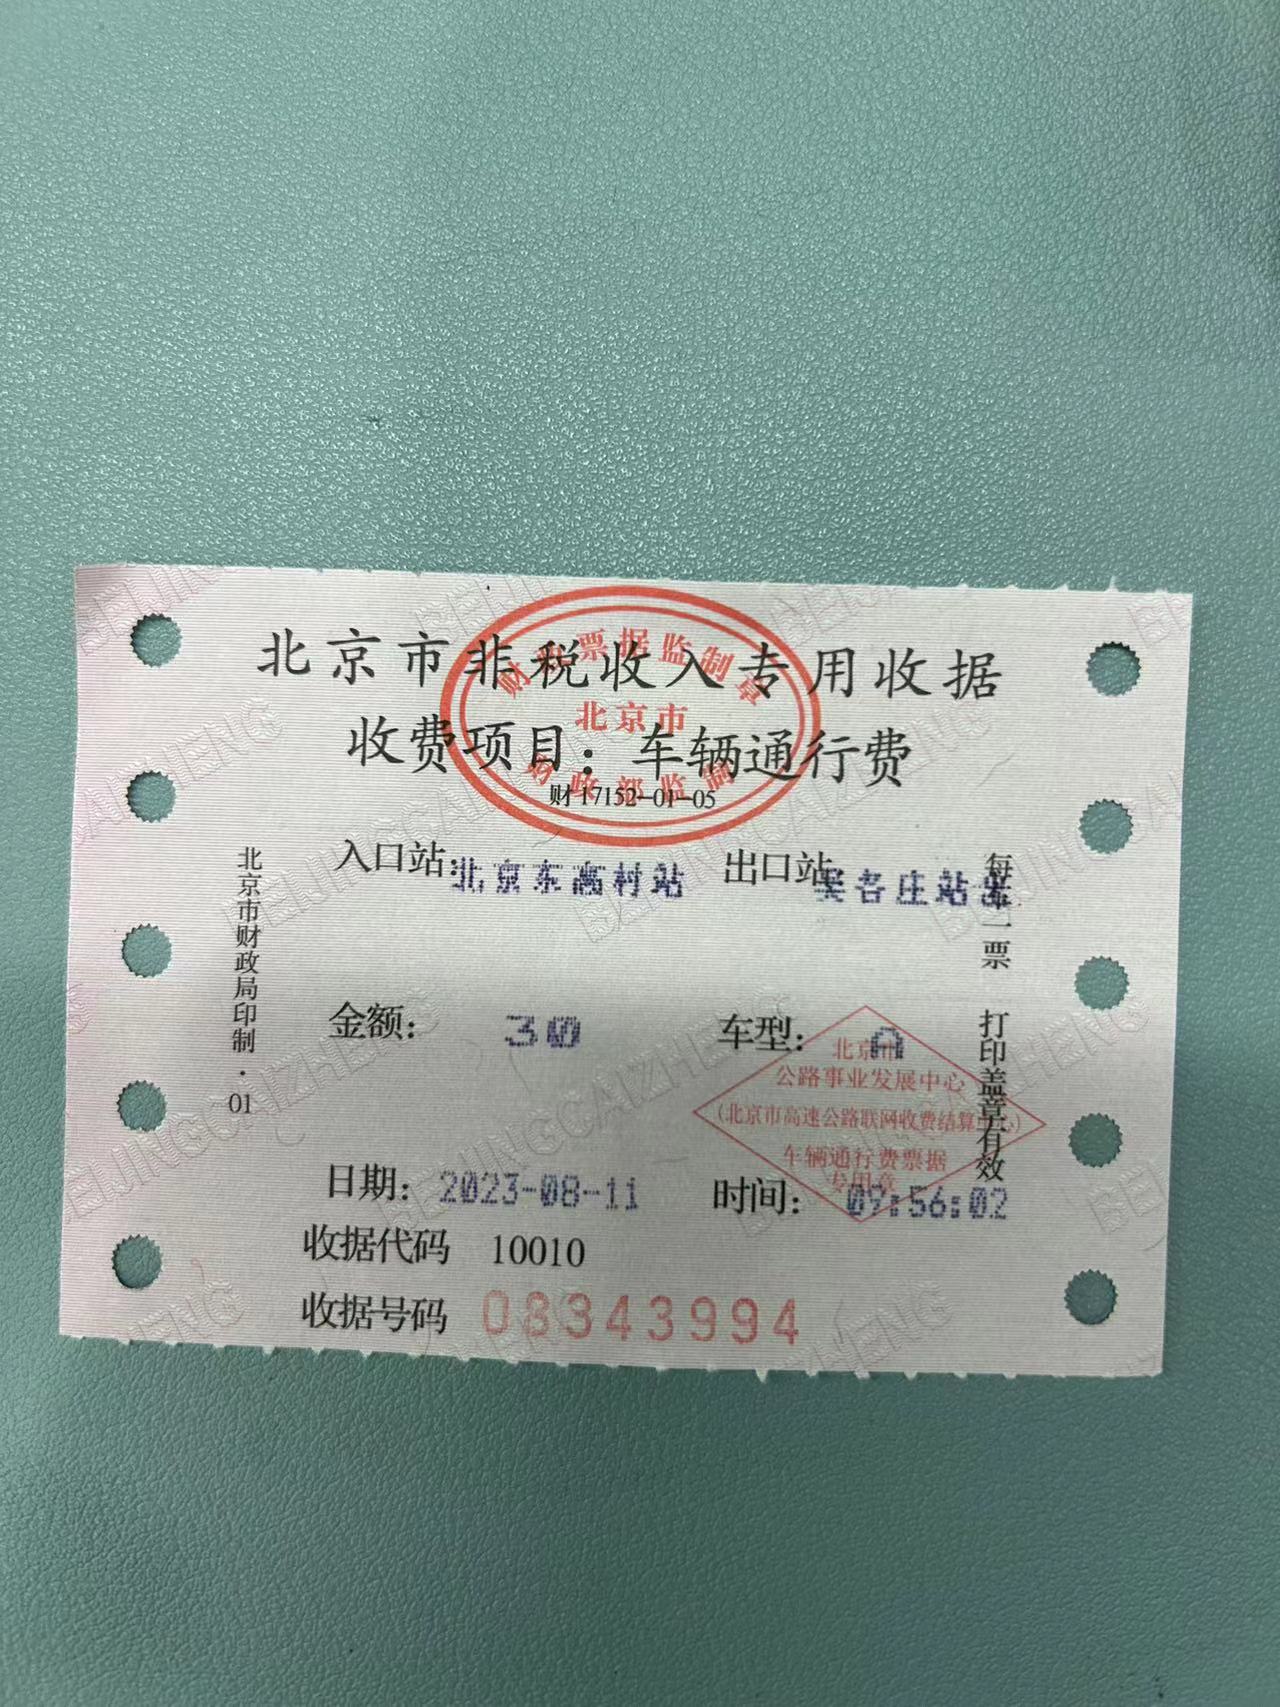 北京市非税收入专用收据
收费项目：车辆通行费
财政票据监制章
北京市
财政部监制
财 17152-01-05
入口站：北京东高村站
出口站：吴各庄站出
金额：30
车型：A
日期：2023-08-11
时间：09:56:02
收据代码 10010
收据号码 08343994
北京市财政局印制·01
每车一票 打印盖章有效
北京市
公路事业发展中心
（北京市高速公路联网收费结算中心）
车辆通行费票据
专用章
BEIJINGCAIZHENG